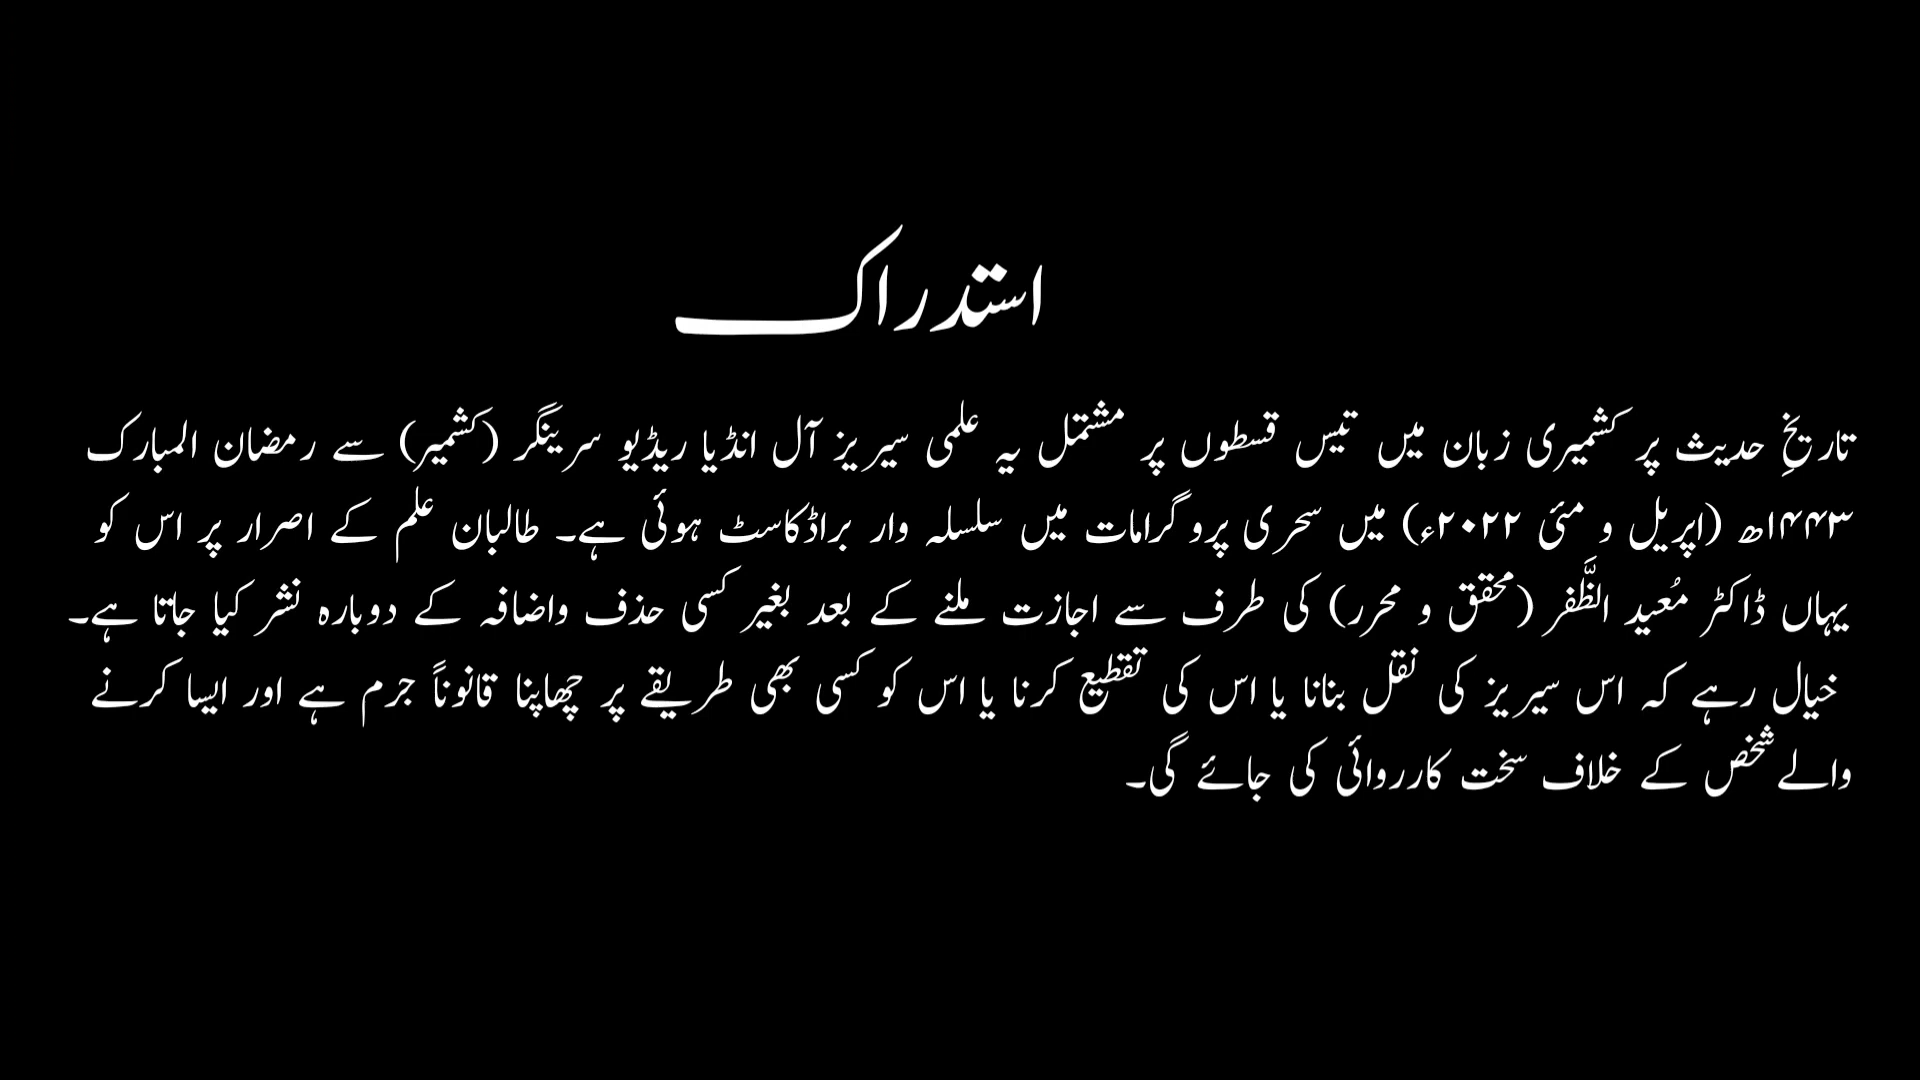 استدراک
تاریخِ حدیث پر کشمیری زبان میں تیس قسطوں پر مشتمل یہ علمی سیریز آل انڈیا ریڈیو سرینگر (کشمیر) سے رمضان المبارک
۱۴۴۳ھ (اپریل و مئی ۲۰۲۲ء) میں سحری پروگرامات میں سلسلہ وار براڈکاسٹ ہوئی ہے۔ طالبان علم کے اصرار پر اس کو
یہاں ڈاکٹر مُعید الظَّفر (محقق و محرر) کی طرف سے اجازت ملنے کے بعد بغیر کسی حذف واضافہ کے دوبارہ نشر کیا جاتا ہے۔
خیال رہے کہ اس سیریز کی نقل بنانا یا اس کی تقطیع کرنا یا اس کو کسی بھی طریقے پر چھاپنا قانوناً جرم ہے اور ایسا کرنے
والے شخص کے خلاف سخت کارروائی کی جائے گی۔